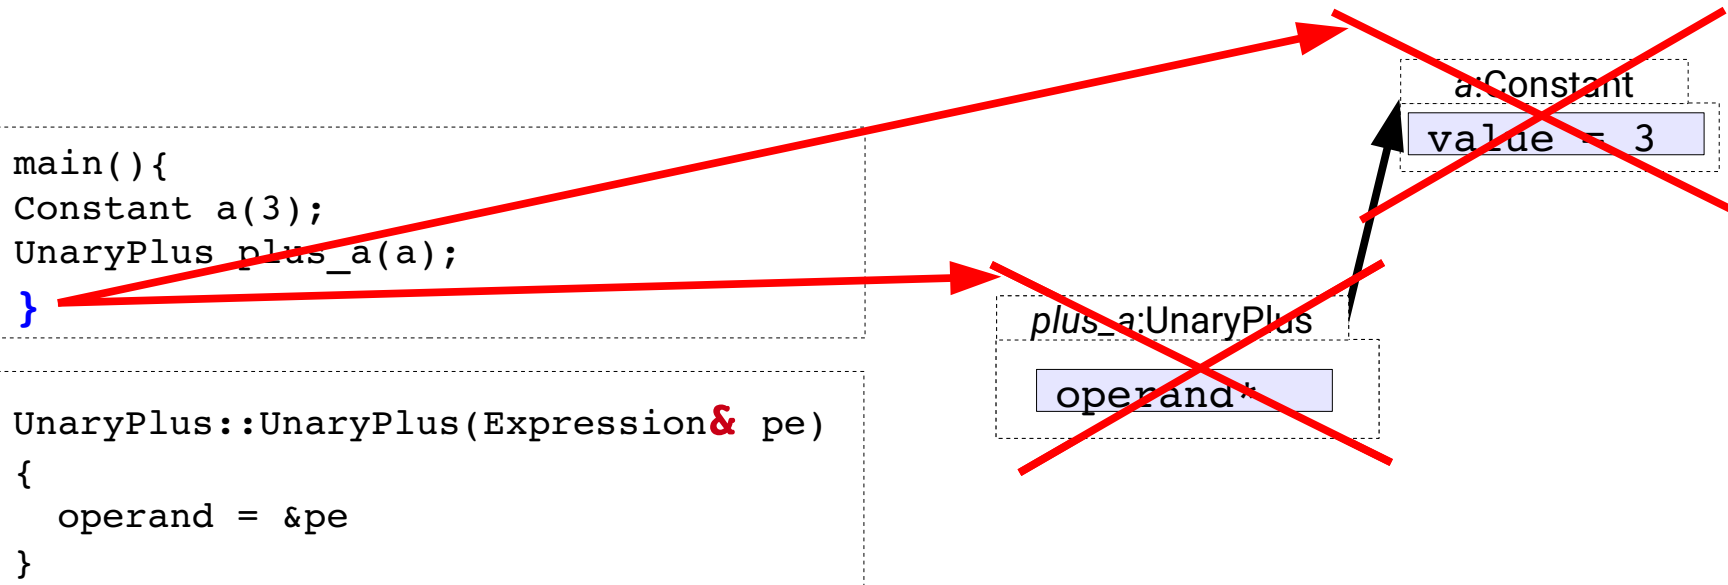 main(){
Constant a(3);
UnaryPlus plus_a(a);
}
UnaryPlus::UnaryPlus(Expression& pe)
{
operand = &pe
}
a:Constant
value = 3
plus_a:UnaryPlus
operand*